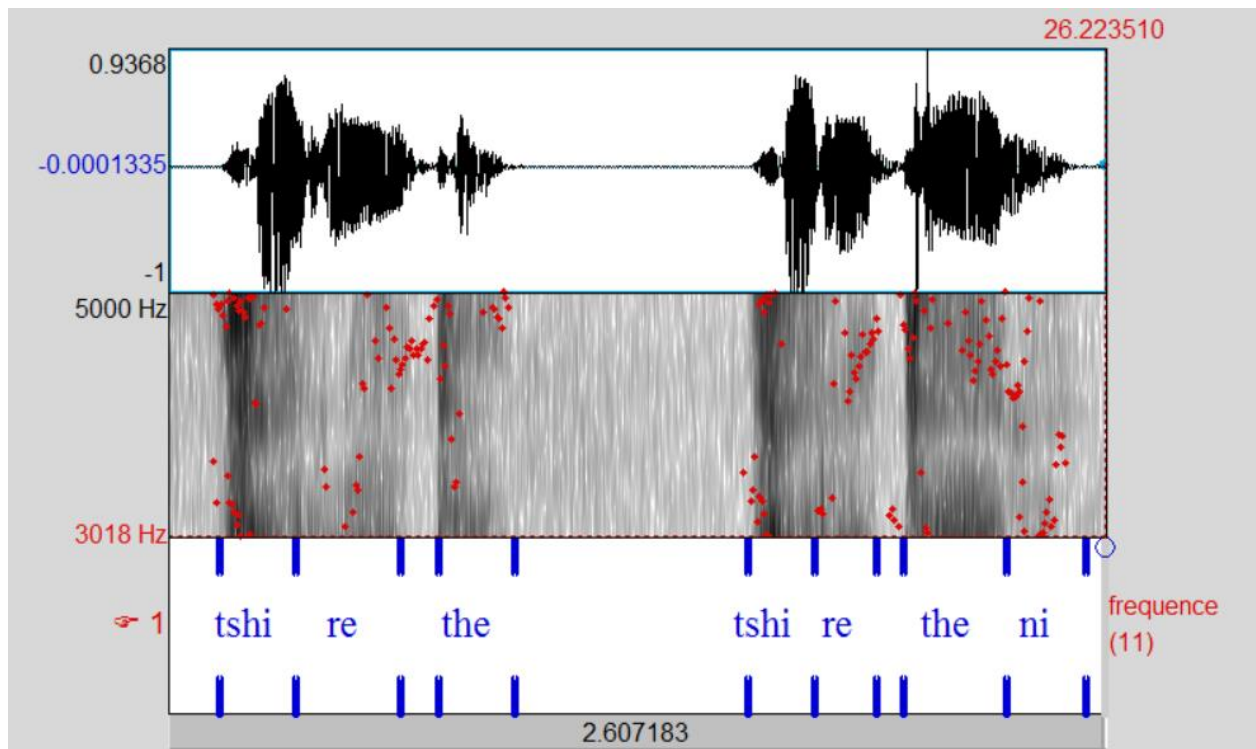 26.223510
0.9368
-0.0001335
-1
5000 Hz
3018 Hz
☞ 1
tshi re the tshi re the ni
frequence
(11)
2.607183